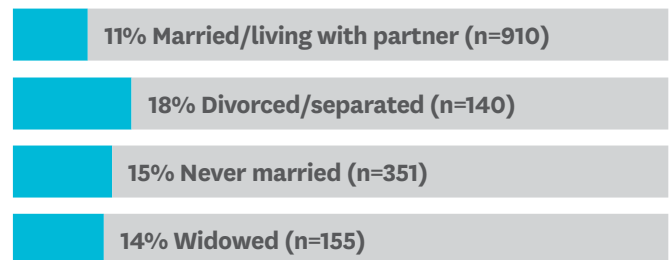 11% Married/living with partner (n=910)
18% Divorced/separated (n=140)
15% Never married (n=351)
14% Widowed (n=155)